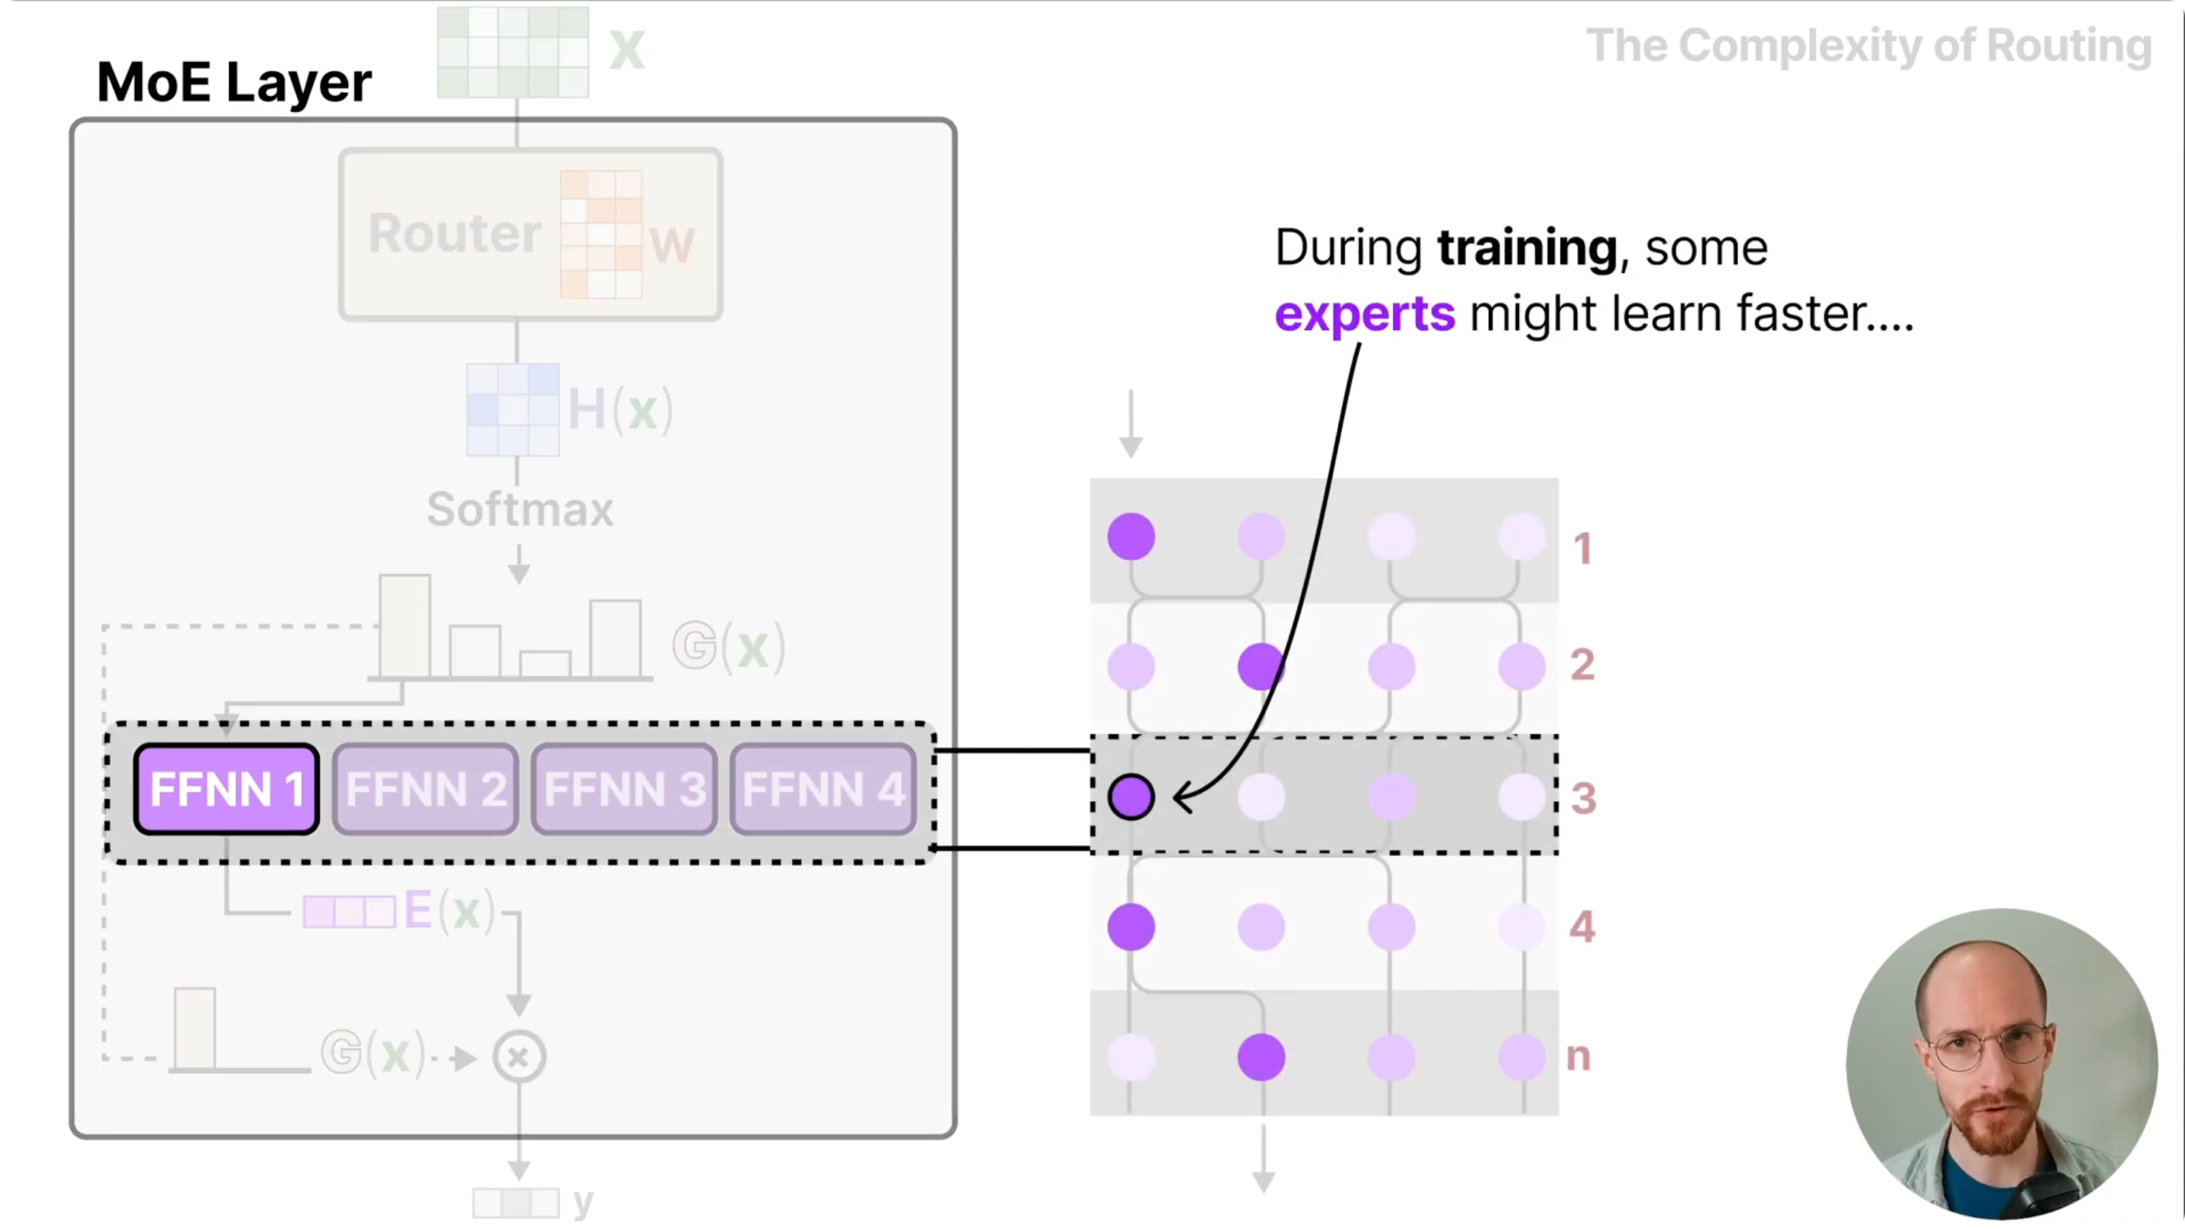 The Complexity of Routing
X
MoE Layer
Router
W
H(x)
Softmax
G(x)
FFNN 1
FFNN 2
FFNN 3
FFNN 4
E(x)
G(x)
y
During training, some
experts might learn faster....
1
2
3
4
n